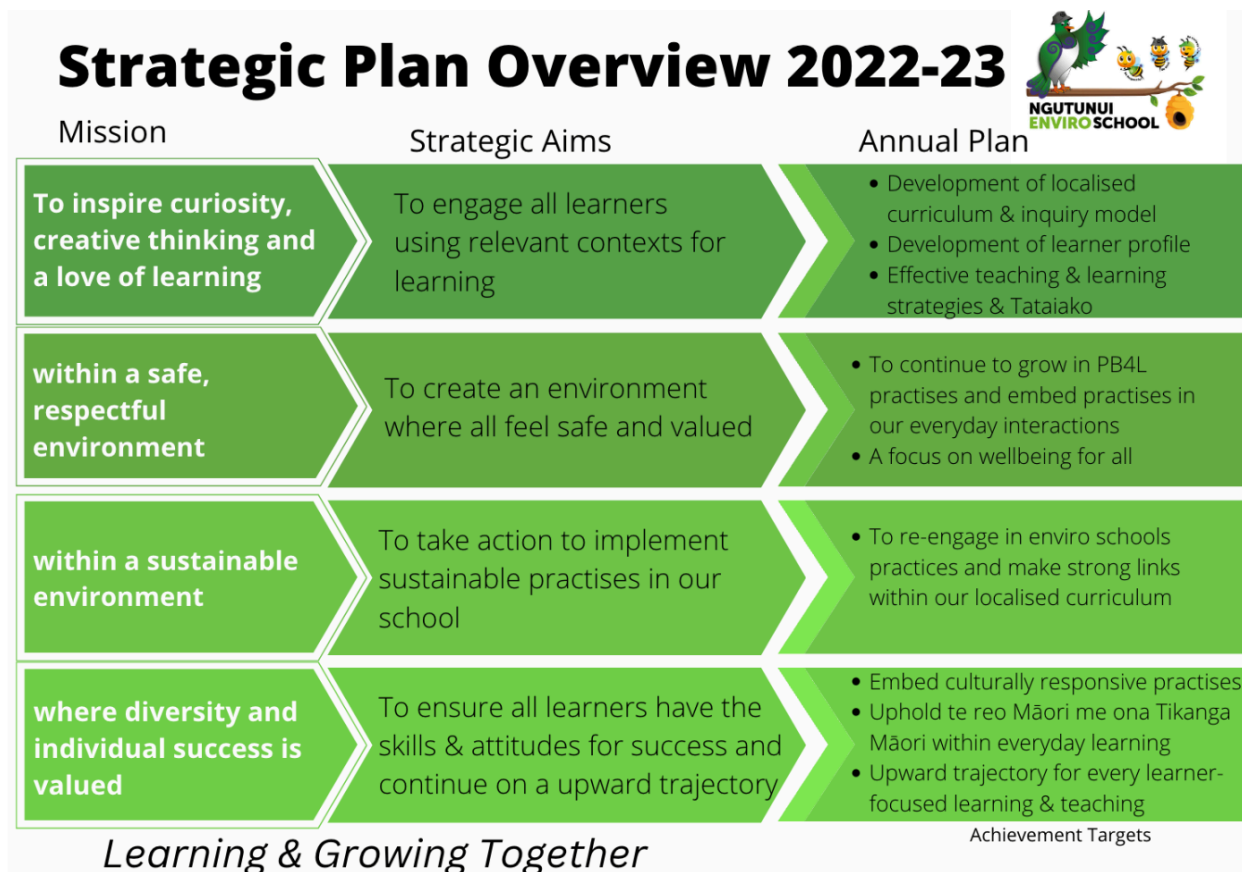 Strategic Plan Overview 2022-23
NGUTUNUI
ENVIROSCHOOL
Mission
Strategic Aims
Annual Plan
To inspire curiosity,
creative thinking and
a love of learning
To engage all learners
using relevant contexts for
learning
• Development of localised
curriculum & inquiry model
• Development of learner profile
• Effective teaching & learning
strategies & Tataiako
within a safe,
respectful
environment
To create an environment
where all feel safe and valued
• To continue to grow in PB4L
practises and embed practises in
our everyday interactions
• A focus on wellbeing for all
within a sustainable
environment
To take action to implement
sustainable practises in our
school
• To re-engage in enviro schools
practices and make strong links
within our localised curriculum
where diversity and
individual success is
valued
To ensure all learners have the
skills & attitudes for success and
continue on a upward trajectory
• Embed culturally responsive practises
• Uphold te reo Māori me ona Tikanga
Māori within everyday learning
• Upward trajectory for every learner-
focused learning & teaching
Achievement Targets
Learning & Growing Together